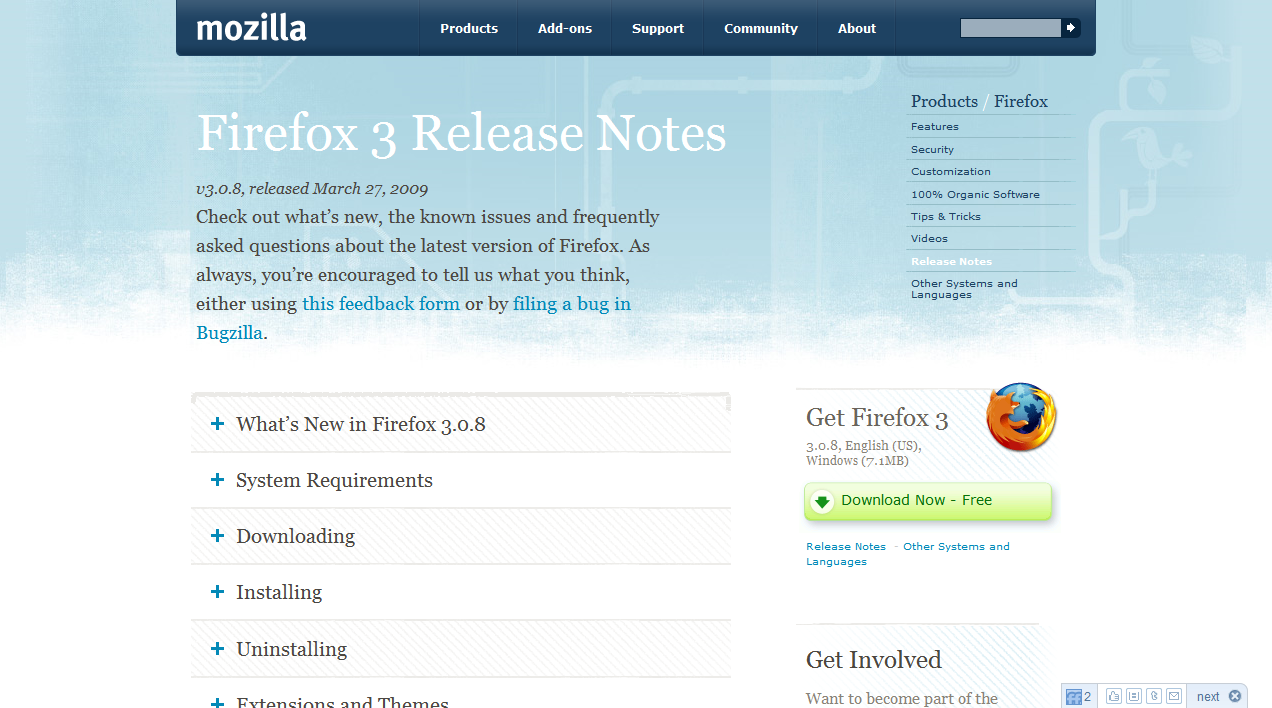 mozilla
Products
Add-ons
Support
Community
About
Firefox 3 Release Notes
v3.0.8, released March 27, 2009
Check out what’s new, the known issues and frequently
asked questions about the latest version of Firefox. As
always, you’re encouraged to tell us what you think,
either using this feedback form or by filing a bug in
Bugzilla.
Products / Firefox
Features
Security
Customization
100% Organic Software
Tips & Tricks
Videos
Release Notes
Other Systems and
Languages
What’s New in Firefox 3.0.8
System Requirements
Downloading
Installing
Uninstalling
Extensions and Themes
Get Firefox 3
3.0.8, English (US),
Windows (7.1MB)
Download Now - Free
Release Notes - Other Systems and
Languages
Get Involved
Want to become part of the
ff 2
next